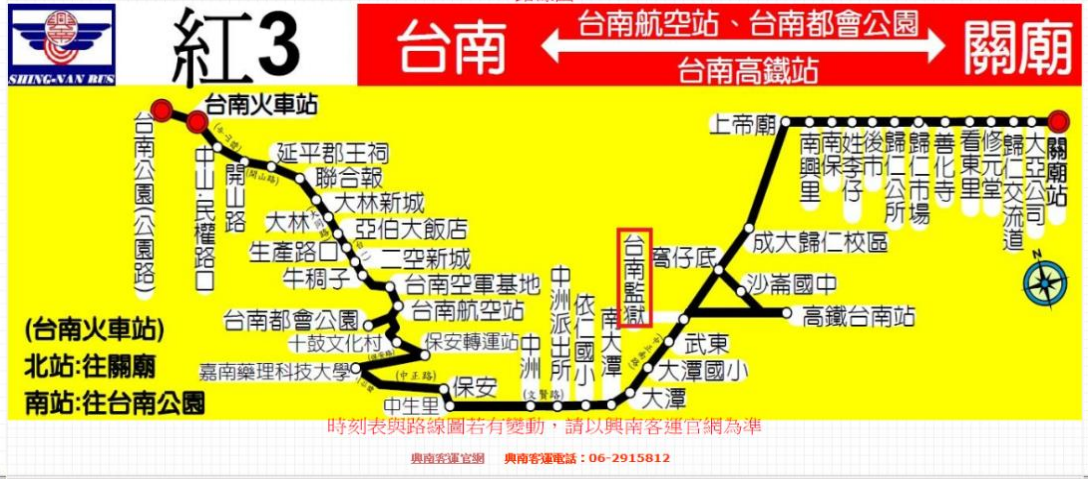 SHING-NAN BUS
紅3
台南
台南航空站、台南都會公園
台南高鐵站
關廟
台南公園(公園路)
台南火車站
中山·民權路口
開山路
(開山路)
延平郡王祠
聯合報
大林新城
大林
亞伯大飯店
生產路口
二空新城
牛稠子
台南空軍基地
台南航空站
台南都會公園
十鼓文化村
保安轉運站
嘉南藥理科技大學
(中正路)
保安
中生里
中洲
(文賢路)
中洲派出所
依仁國小
南大潭
大潭
大潭國小
武東
台南監獄
窩仔底
沙崙國中
高鐵台南站
成大歸仁校區
上帝廟
南興里
南保
姓李仔
後市
歸仁公所
歸仁市場
善化寺
看東里
修元堂
歸仁交流道
大亞公司
關廟站
N
(台南火車站)
北站:往關廟
南站:往台南公園
時刻表與路線圖若有變動，請以興南客運官網為準
興南客運官網 興南客運電話：06-2915812